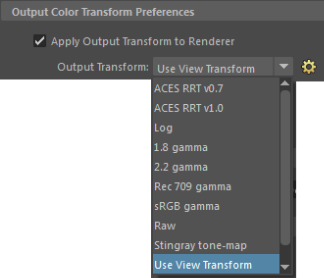 Output Color Transform Preferences
Apply Output Transform to Renderer
Output Transform: Use View Transform
ACES RRT v0.7
ACES RRT v1.0
Log
1.8 gamma
2.2 gamma
Rec 709 gamma
sRGB gamma
Raw
Stingray tone-map
Use View Transform